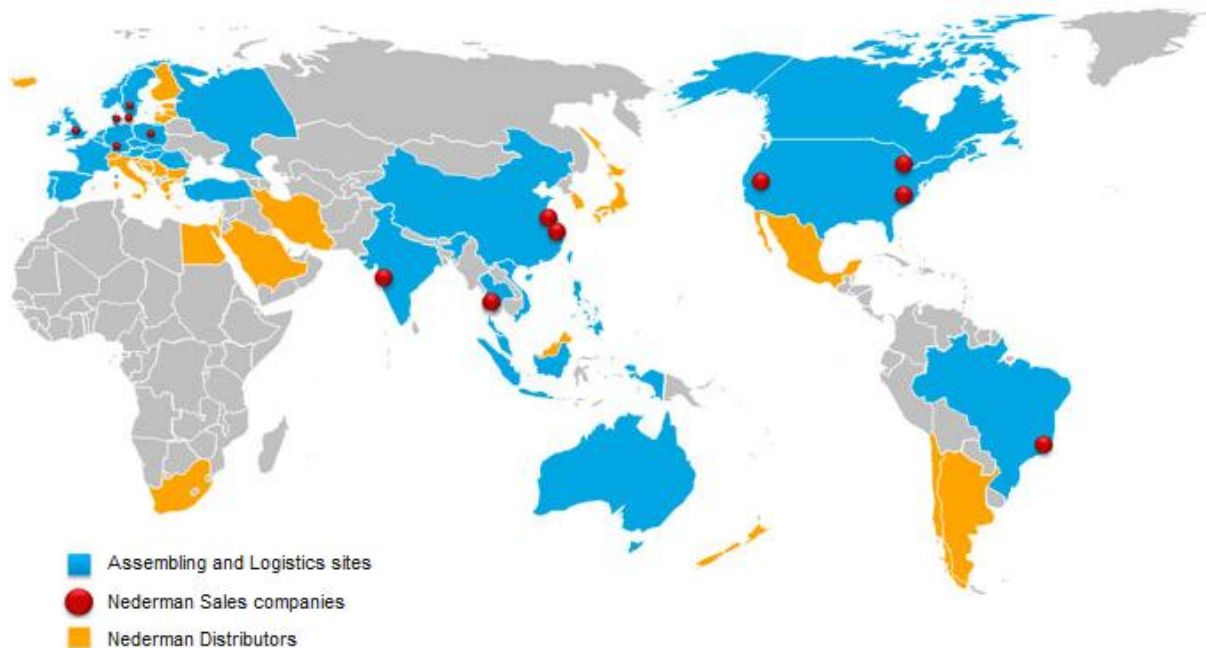 Assembling and Logistics sites
Nederman Sales companies
Nederman Distributors